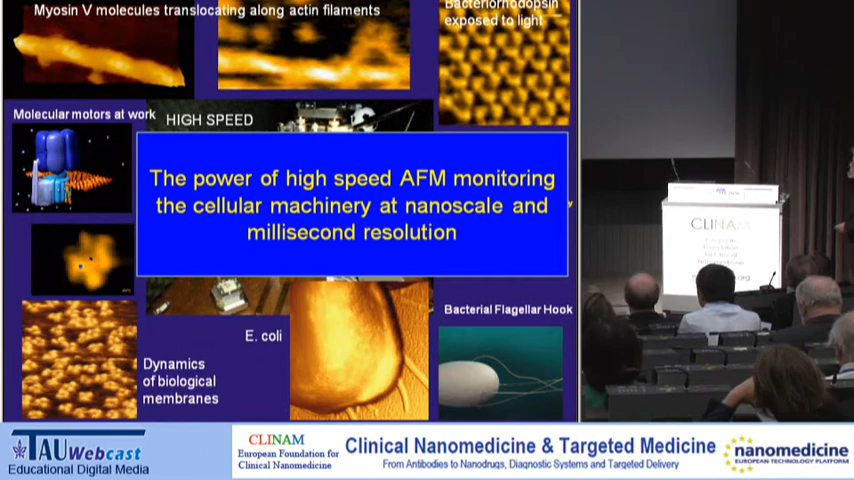 Myosin V molecules translocating along actin filaments
Bacteriorhodopsin
exposed to light
Molecular motors at work
HIGH SPEED
The power of high speed AFM monitoring
the cellular machinery at nanoscale and
millisecond resolution
E. coli
Bacterial Flagellar Hook
Dynamics
of biological
membranes
CLINAM
TAU Webcast
Educational Digital Media
CLINAM
European Foundation for
Clinical Nanomedicine
Clinical Nanomedicine & Targeted Medicine
From Antibodies to Nanodrugs, Diagnostic Systems and Targeted Delivery
nanomedicine
EUROPEAN TECHNOLOGY PLATFORM